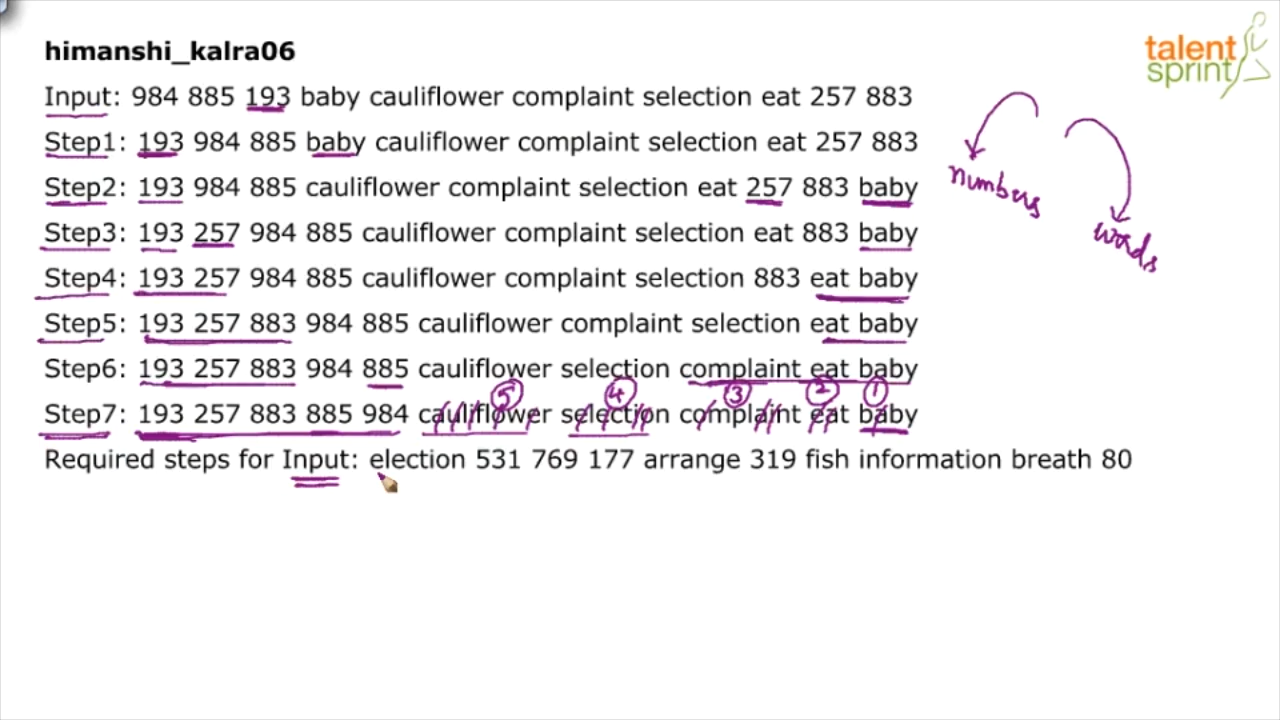 himanshi_kalra06
talent
sprint
Input: 984 885 193 baby cauliflower complaint selection eat 257 883
Step1: 193 984 885 baby cauliflower complaint selection eat 257 883
Step2: 193 984 885 cauliflower complaint selection eat 257 883 baby
numbers
Step3: 193 257 984 885 cauliflower complaint selection eat 883 baby
words
Step4: 193 257 984 885 cauliflower complaint selection 883 eat baby
Step5: 193 257 883 984 885 cauliflower complaint selection eat baby
Step6: 193 257 883 984 885 cauliflower selection complaint eat baby
5 4 3 2 1
Step7: 193 257 883 885 984 cauliflower selection complaint eat baby
Required steps for Input: election 531 769 177 arrange 319 fish information breath 80